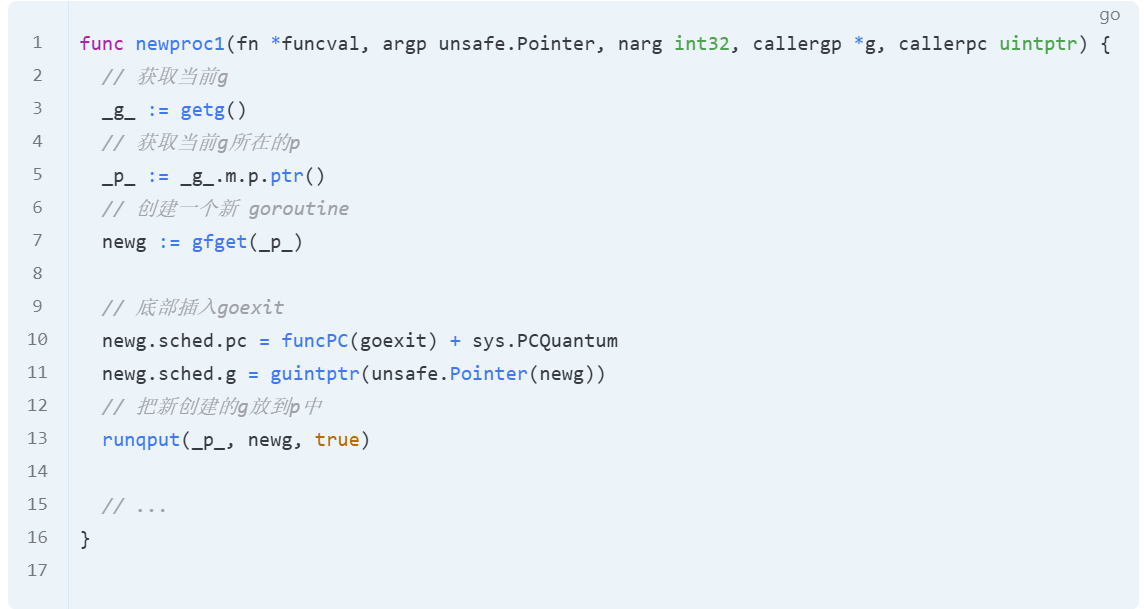 go
1 func newproc1(fn *funcval, argp unsafe.Pointer, narg int32, callergp *g, callerpc uintptr) {
2   // 获取当前g
3   _g_ := getg()
4   // 获取当前g所在的p
5   _p_ := _g_.m.p.ptr()
6   // 创建一个新 goroutine
7   newg := gfget(_p_)
8
9   // 底部插入goexit
10   newg.sched.pc = funcPC(goexit) + sys.PCQuantum
11   newg.sched.g = guintptr(unsafe.Pointer(newg))
12   // 把新创建的g放到p中
13   runqput(_p_, newg, true)
14
15   // ...
16 }
17